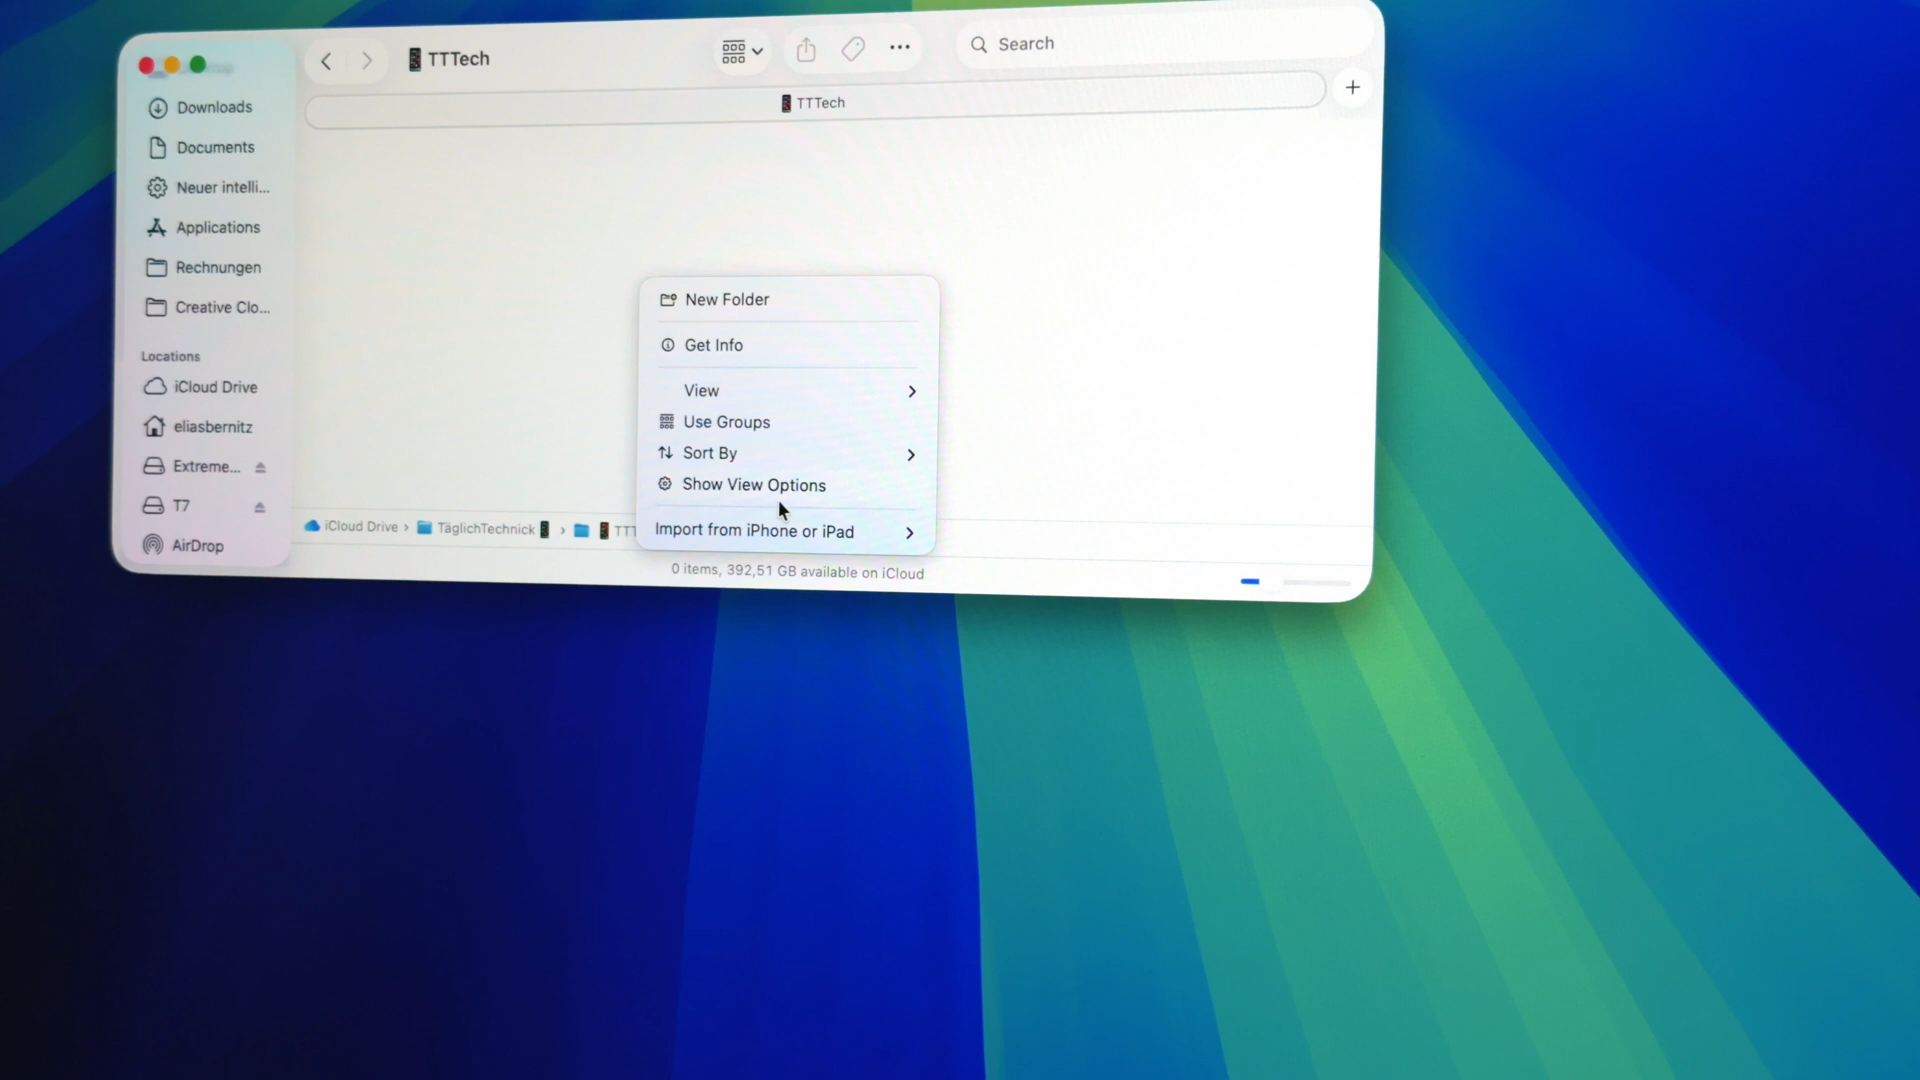 TTTech
Search
TTTech
Downloads
Documents
Neuer intelli...
Applications
Rechnungen
Creative Clo...
Locations
iCloud Drive
eliasbernitz
Extreme...
T7
AirDrop
New Folder
Get Info
View
Use Groups
Sort By
Show View Options
Import from iPhone or iPad
iCloud Drive › TäglichTechnick › TTT
0 items, 392,51 GB available on iCloud